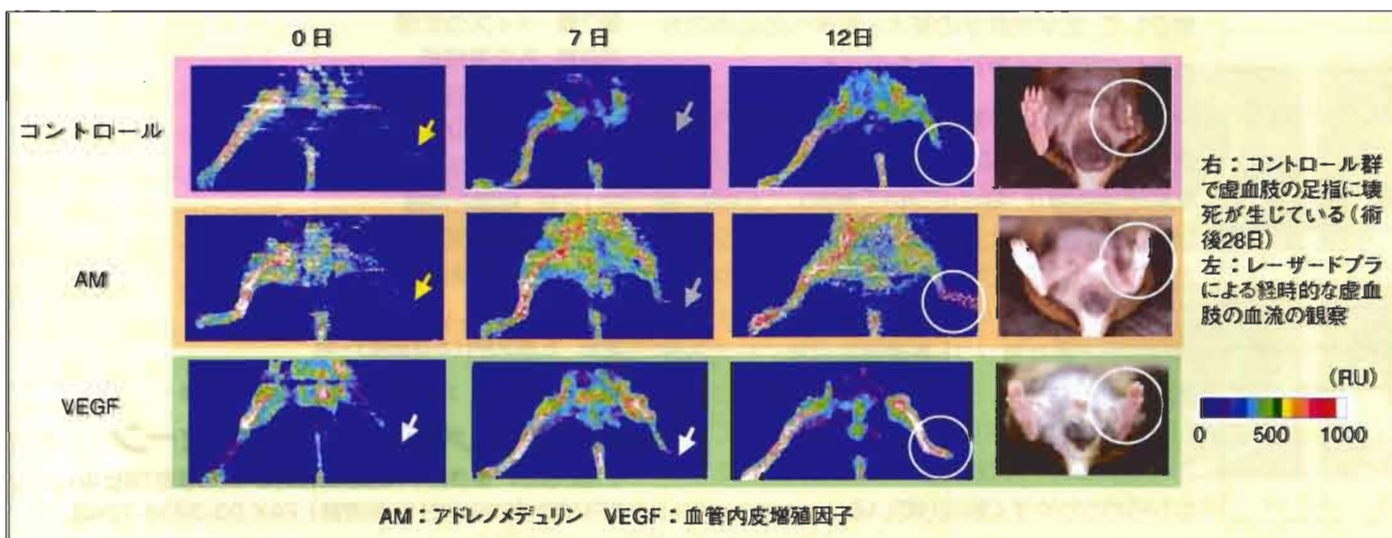 0日 7日 12日
コントロール
AM
VEGF
右：コントロール群
で虚血肢の足指に壊
死が生じている（術
後28日）
左：レーザードプラ
による経時的な虚血
肢の血流の観察
(RU)
0 500 1000
AM：アドレノメデュリン VEGF：血管内皮増殖因子